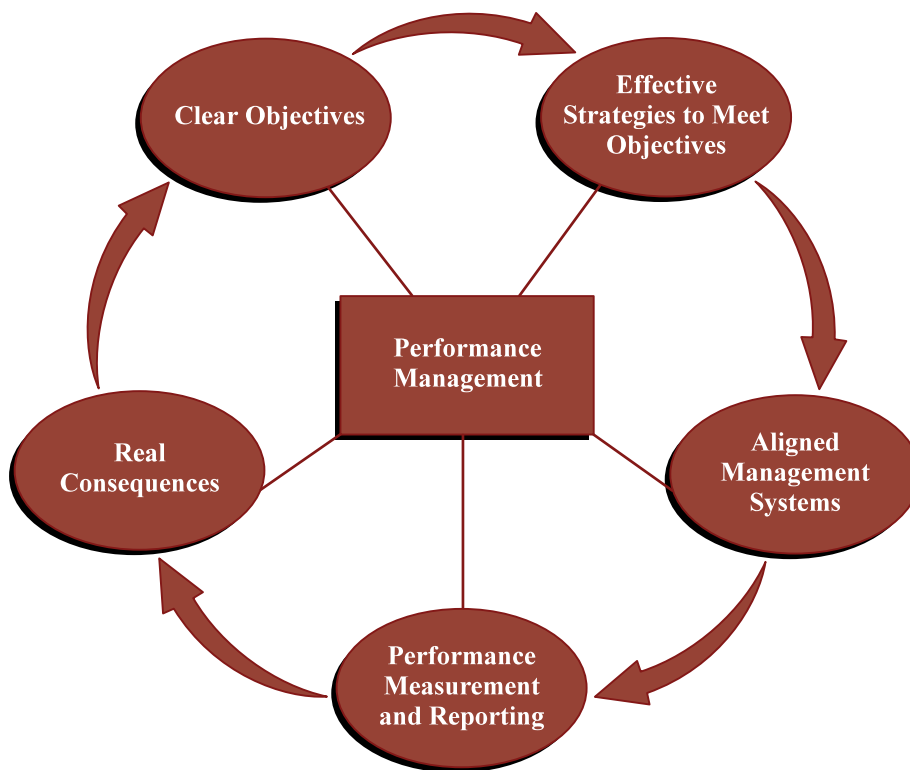 Clear Objectives
Effective
Strategies to Meet
Objectives
Performance
Management
Real
Consequences
Aligned
Management
Systems
Performance
Measurement
and Reporting